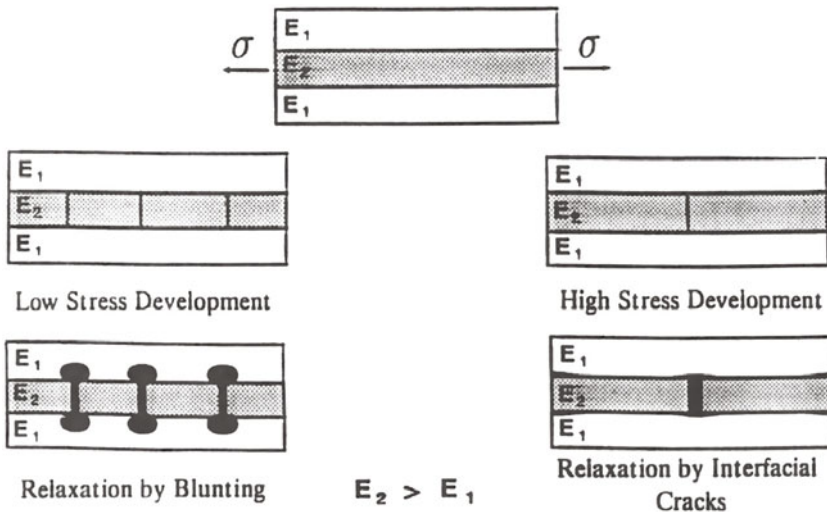 E₁
σ E₂ σ
E₁
E₁
E₂
E₁
Low Stress Development
E₁
E₂
E₁
High Stress Development
E₁
E₂
E₁
Relaxation by Blunting
E₂ > E₁
E₁
E₂
E₁
Relaxation by Interfacial
Cracks